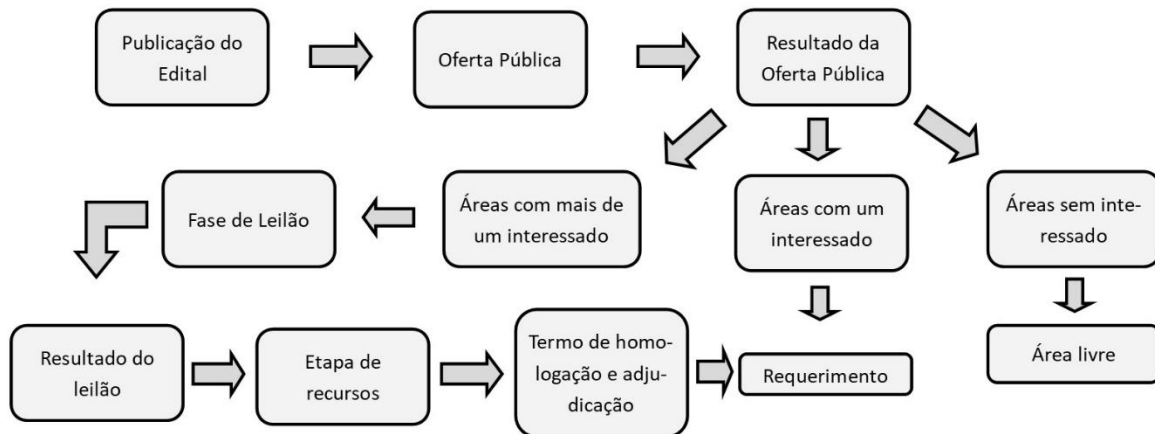 Publicação do
Edital
Oferta Pública
Resultado da
Oferta Pública
Fase de Leilão
Áreas com mais de
um interessado
Áreas com um
interessado
Áreas sem inte-
ressado
Resultado do
leilão
Etapa de
recursos
Termo de homo-
logação e adju-
dicação
Requerimento
Área livre